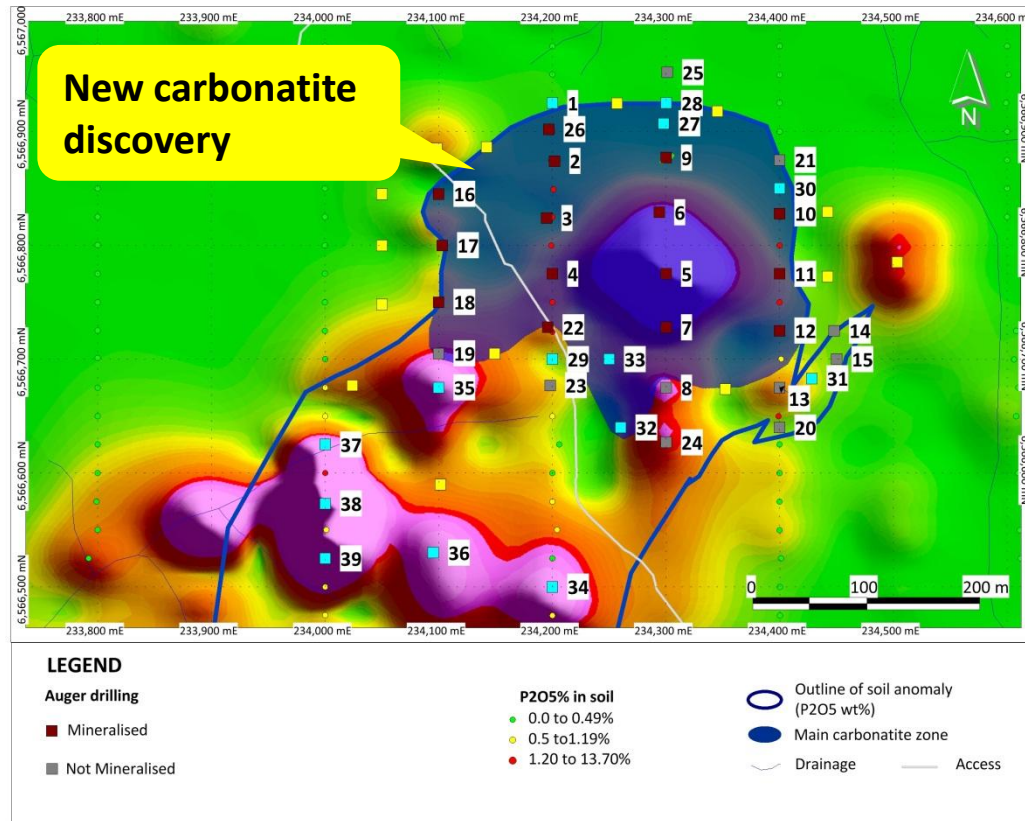 233,800 mE
233,900 mE
234,000 mE
234,100 mE
234,200 mE
234,300 mE
234,400 mE
234,500 mE
234,600 mE
6,567,000
6,566,900 mN
6,566,800 mN
6,566,700 mN
6,566,600 mN
6,566,500 mN
New carbonatite
discovery
N
25
1
28
26
27
2
9
21
30
16
3
6
10
17
4
5
11
18
22
7
12
14
19
29
33
15
35
23
8
31
13
32
20
24
37
38
39
36
34
0 100 200 m
233,800 mE
233,900 mE
234,000 mE
234,100 mE
234,200 mE
234,300 mE
234,400 mE
234,500 mE
LEGEND
Auger drilling
Mineralised
Not Mineralised
P2O5% in soil
0.0 to 0.49%
0.5 to1.19%
1.20 to 13.70%
Outline of soil anomaly
(P2O5 wt%)
Main carbonatite zone
Drainage
Access